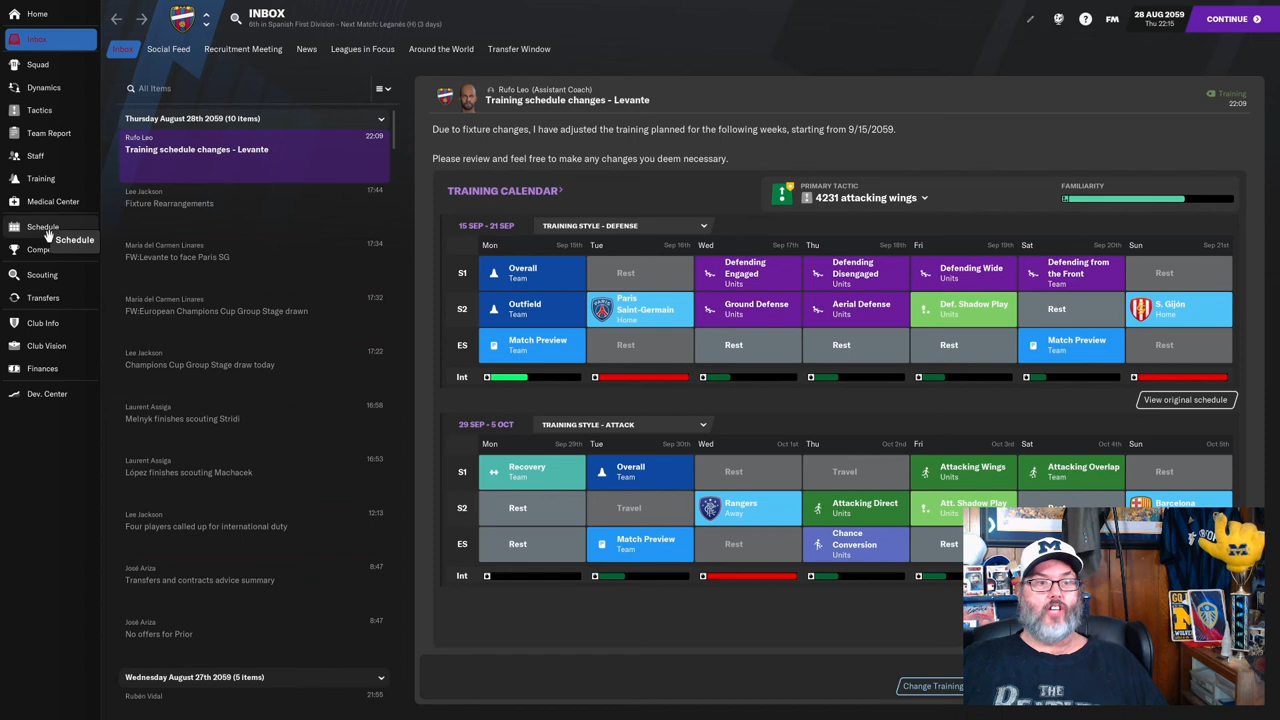 Home
INBOX
6th in Spanish First Division - Next Match: Leganés (H) (3 days)
FM
28 AUG 2059
Thu 22:15
CONTINUE
Inbox
Inbox
Social Feed
Recruitment Meeting
News
Leagues in Focus
Around the World
Transfer Window
Squad
Dynamics
Tactics
Team Report
Staff
Training
Medical Center
Schedule
Schedule
Scouting
Transfers
Club Info
Club Vision
Finances
Dev. Center
All Items
Thursday August 28th 2059 (10 items)
Rufo Leo
22:09
Training schedule changes - Levante
Lee Jackson
17:44
Fixture Rearrangements
María del Carmen Linares
17:34
FW:Levante to face Paris SG
María del Carmen Linares
17:32
FW:European Champions Cup Group Stage drawn
Lee Jackson
17:22
Champions Cup Group Stage draw today
Laurent Assiga
16:58
Melnyk finishes scouting Stridi
Laurent Assiga
16:53
López finishes scouting Machacek
Lee Jackson
12:13
Four players called up for international duty
José Ariza
8:47
Transfers and contracts advice summary
José Ariza
8:47
No offers for Prior
Wednesday August 27th 2059 (5 items)
Rubén Vidal
21:55
Rufo Leo (Assistant Coach)
Training schedule changes - Levante
Training
22:09
Due to fixture changes, I have adjusted the training planned for the following weeks, starting from 9/15/2059.
Please review and feel free to make any changes you deem necessary.
TRAINING CALENDAR
PRIMARY TACTIC
4231 attacking wings
FAMILIARITY
15 SEP - 21 SEP
TRAINING STYLE - DEFENSE
Mon Sep 15th
Tue Sep 16th
Wed Sep 17th
Thu Sep 18th
Fri Sep 19th
Sat Sep 20th
Sun Sep 21st
S1
Overall
Team
Rest
Defending Engaged
Units
Defending Disengaged
Units
Defending Wide
Units
Defending from the Front
Team
Rest
S2
Outfield
Team
Paris Saint-Germain
Home
Ground Defense
Units
Aerial Defense
Units
Def. Shadow Play
Units
Rest
S. Gijón
Home
ES
Match Preview
Team
Rest
Rest
Rest
Rest
Match Preview
Team
Rest
Int
View original schedule
29 SEP - 5 OCT
TRAINING STYLE - ATTACK
Mon Sep 29th
Tue Sep 30th
Wed Oct 1st
Thu Oct 2nd
Fri Oct 3rd
Sat Oct 4th
Sun Oct 5th
S1
Recovery
Team
Overall
Team
Rest
Travel
Attacking Wings
Units
Attacking Overlap
Units
Rest
S2
Rest
Travel
Rangers
Away
Attacking Direct
Units
Att. Shadow Play
Units
Barcelona
ES
Rest
Match Preview
Team
Rest
Chance Conversion
Units
Rest
Int
Change Training
THE